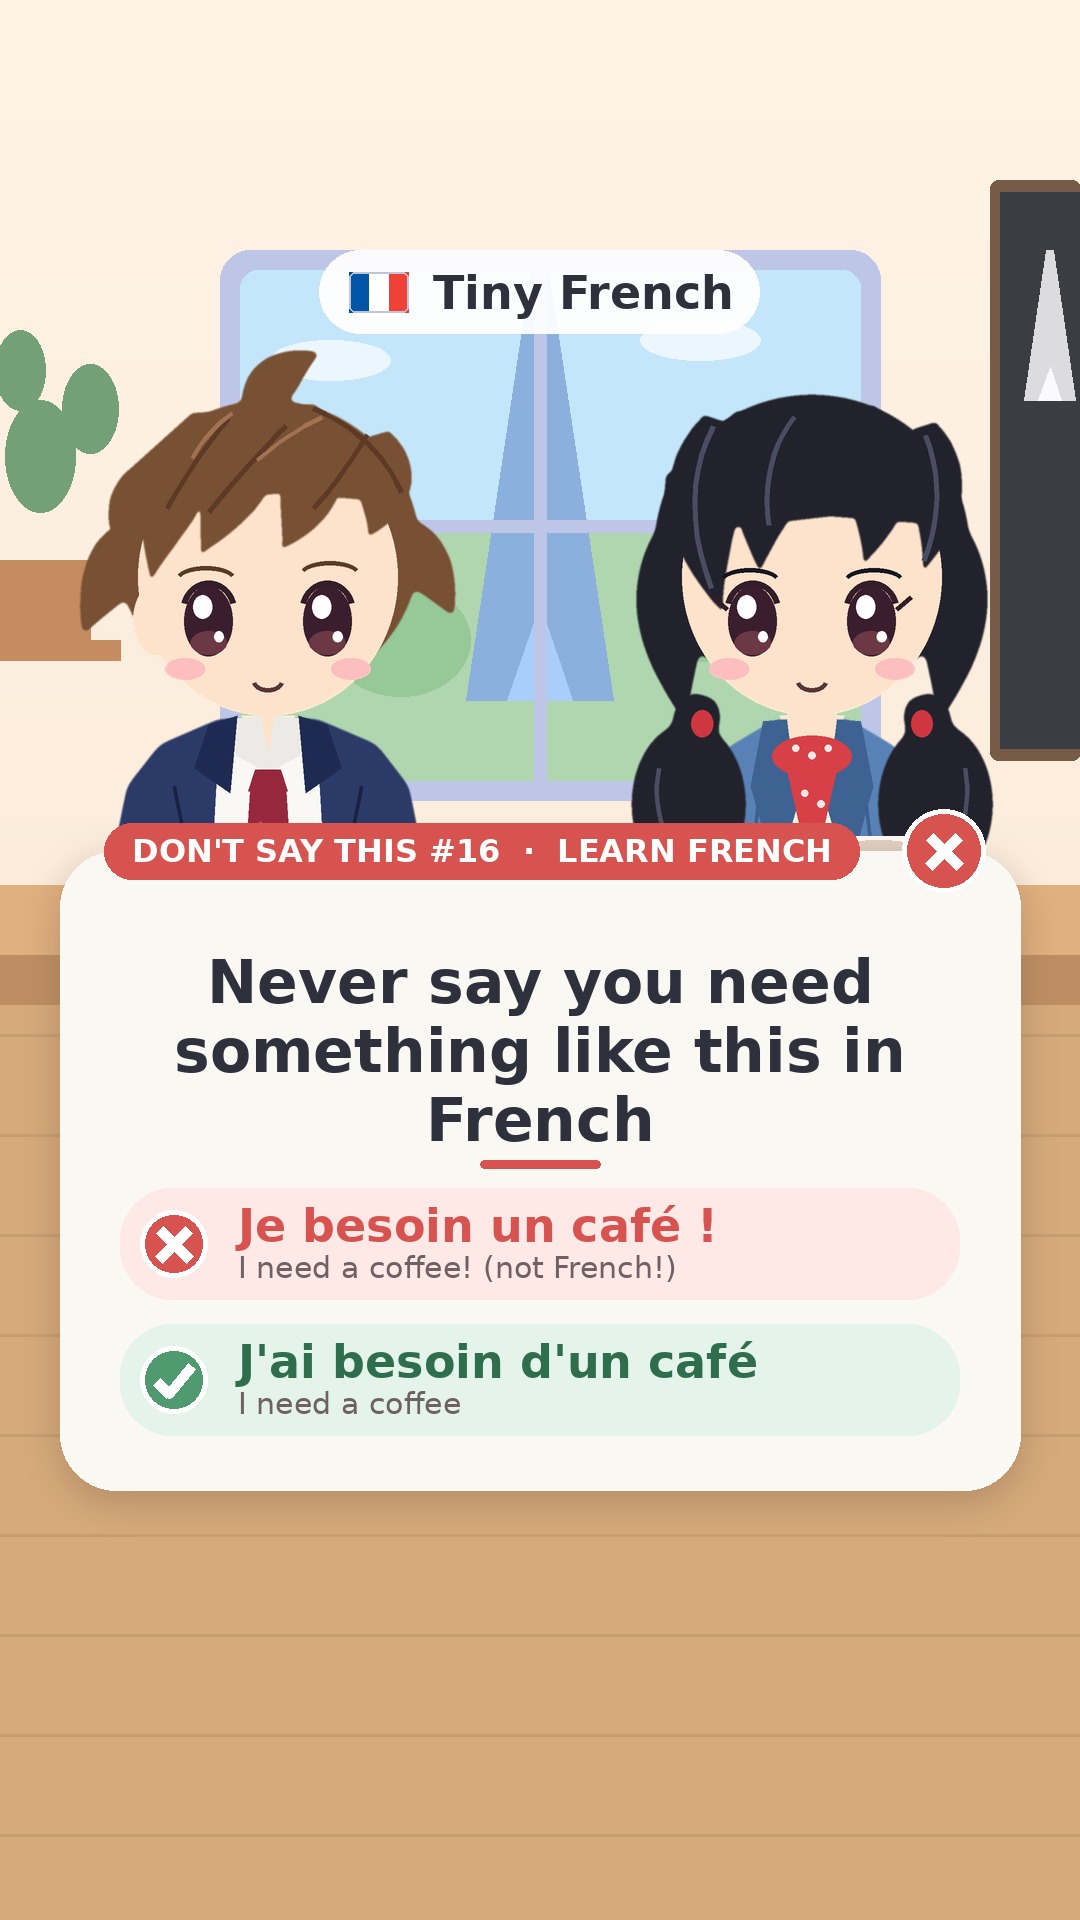 Tiny French
DON'T SAY THIS #16 · LEARN FRENCH
Never say you need
something like this in
French
Je besoin un café !
I need a coffee! (not French!)
J'ai besoin d'un café
I need a coffee